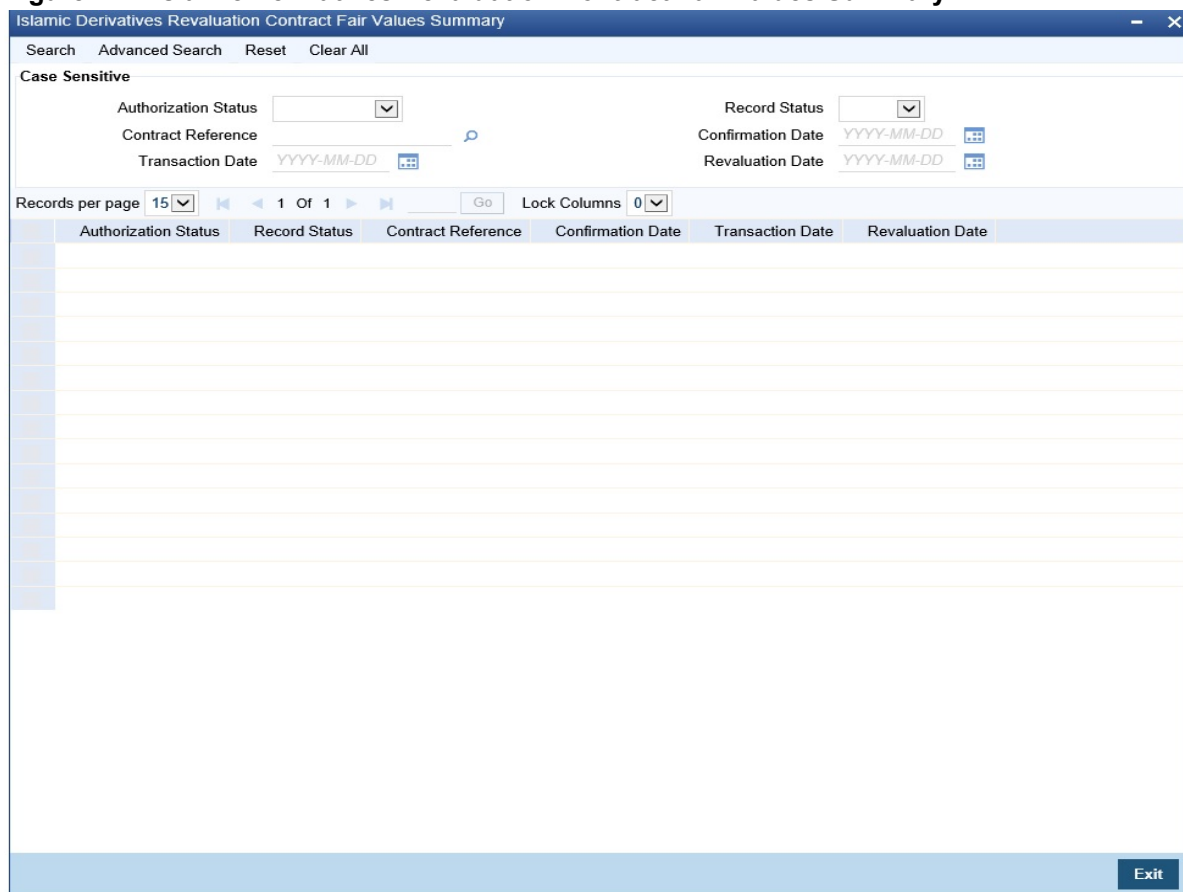 Islamic Derivatives Revaluation Contract Fair Values Summary
Search Advanced Search Reset Clear All
Case Sensitive
Authorization Status Record Status
Contract Reference Confirmation Date YYYY-MM-DD
Transaction Date YYYY-MM-DD Revaluation Date YYYY-MM-DD
Records per page 15 1 Of 1 Go Lock Columns 0
Authorization Status Record Status Contract Reference Confirmation Date Transaction Date Revaluation Date
Exit